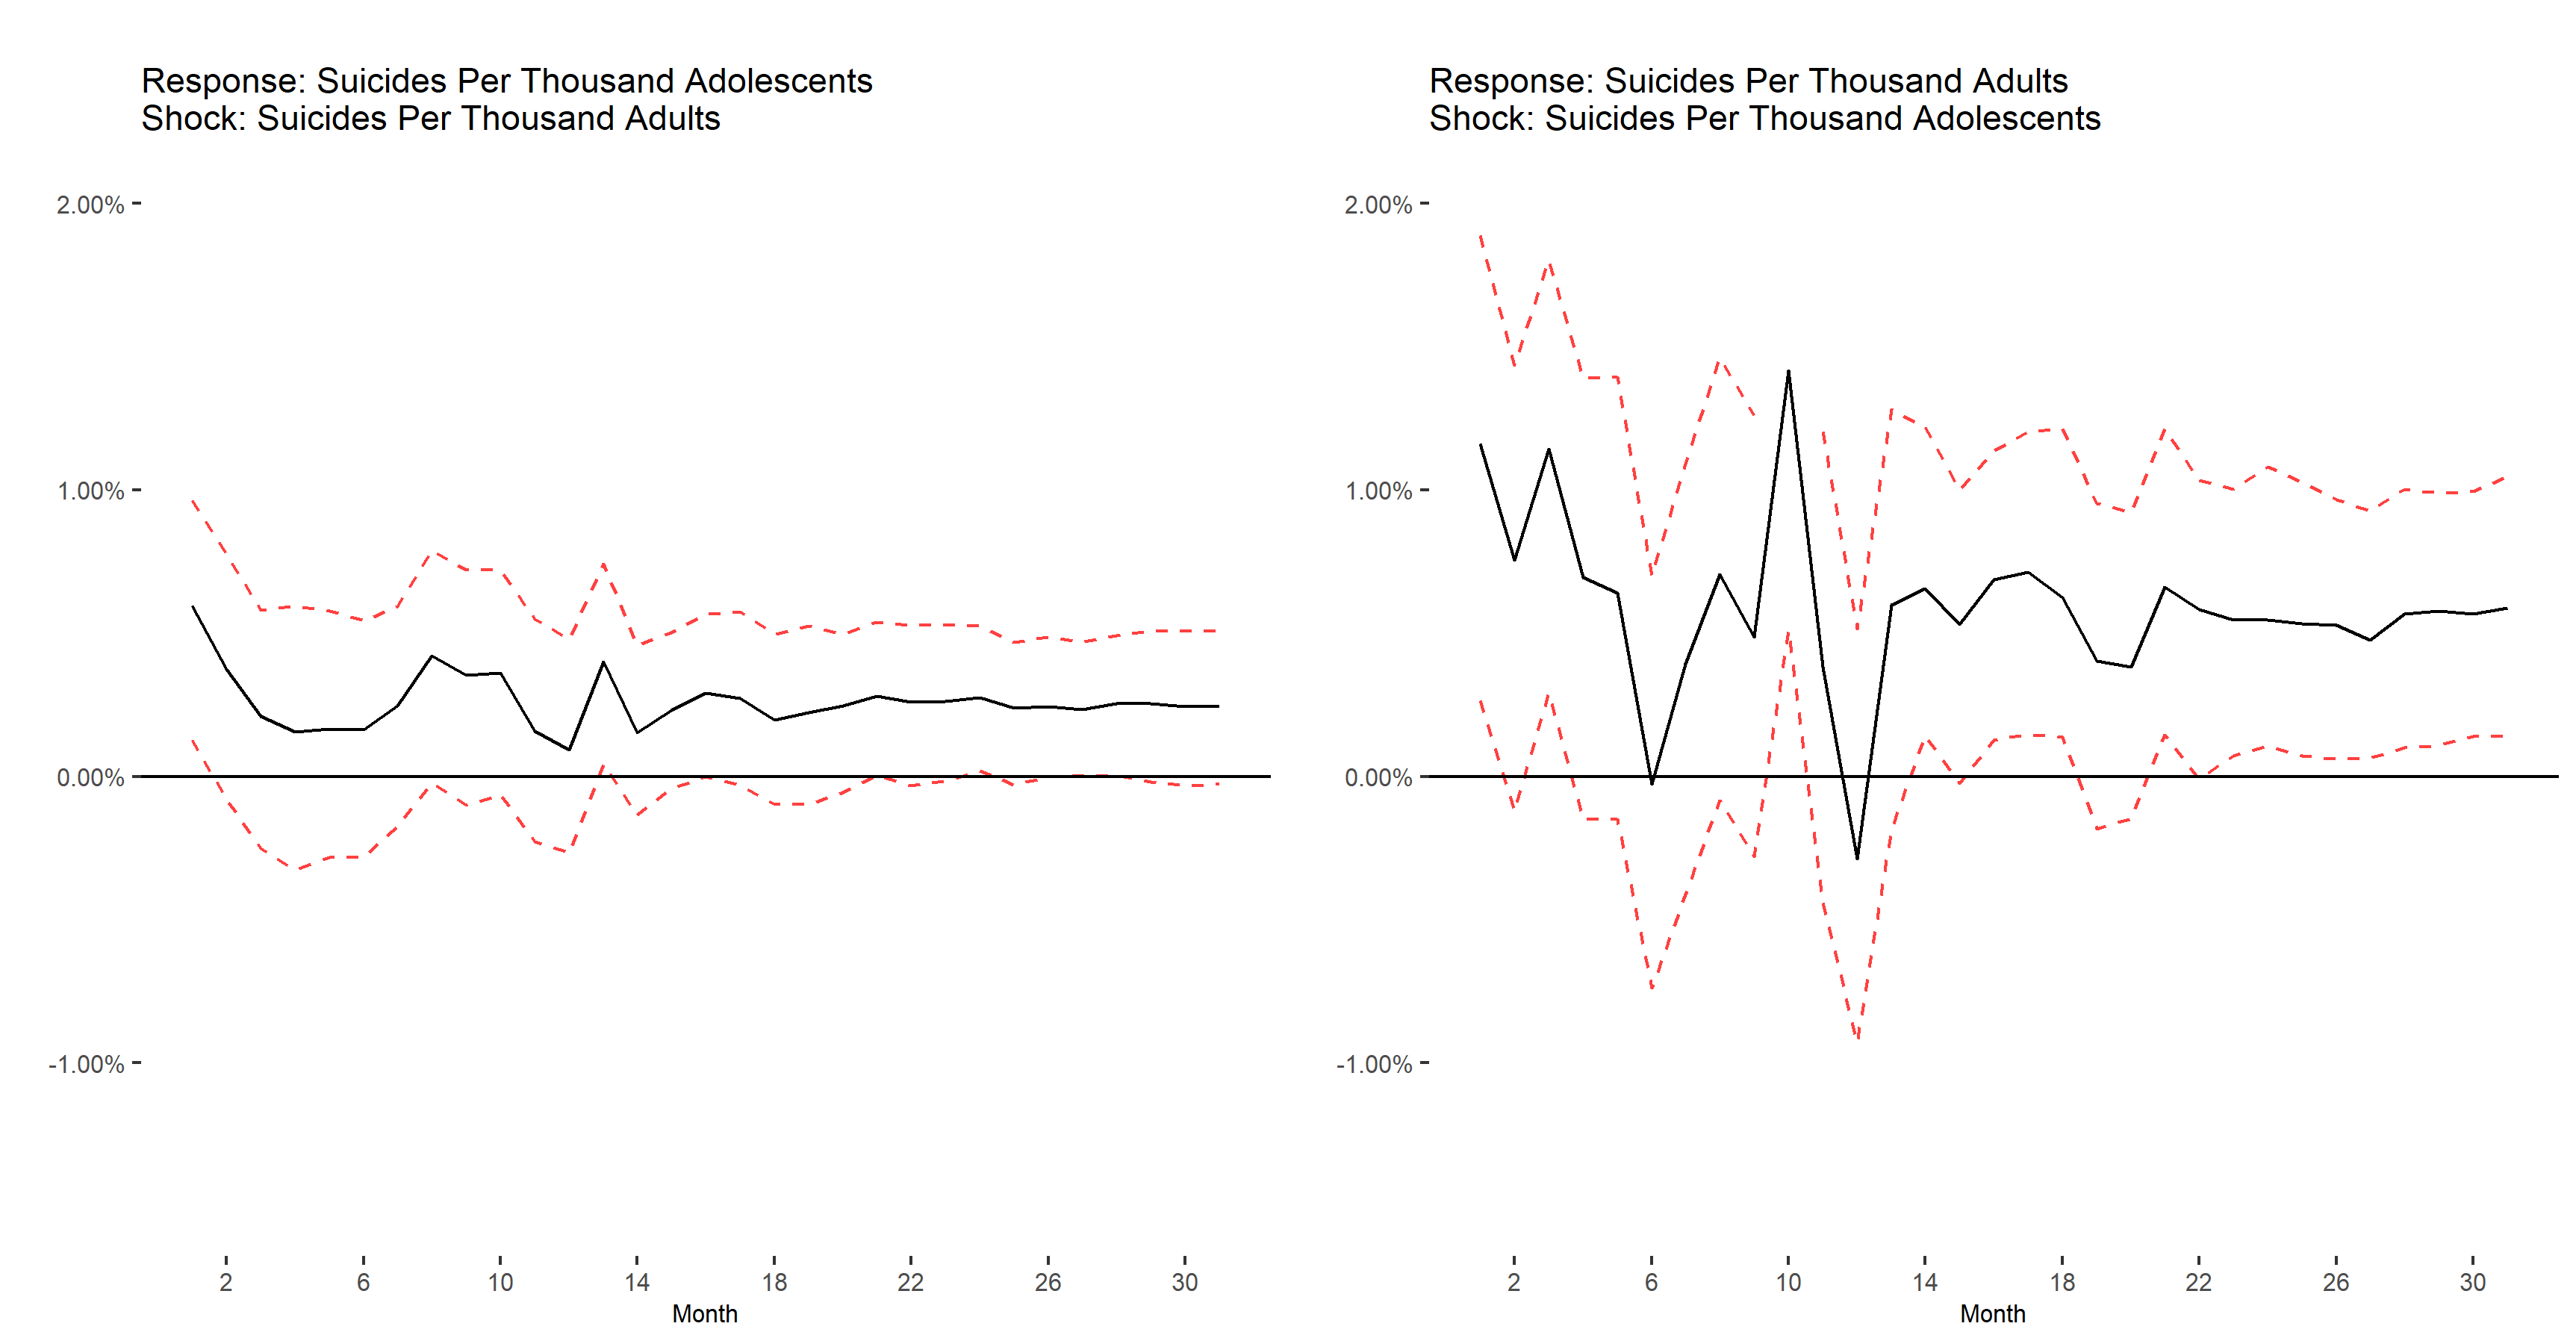 Response: Suicides Per Thousand Adolescents
Shock: Suicides Per Thousand Adults
2.00%
1.00%
0.00%
-1.00%
2 6 10 14 18 22 26 30
Month
Response: Suicides Per Thousand Adults
Shock: Suicides Per Thousand Adolescents
2.00%
1.00%
0.00%
-1.00%
2 6 10 14 18 22 26 30
Month